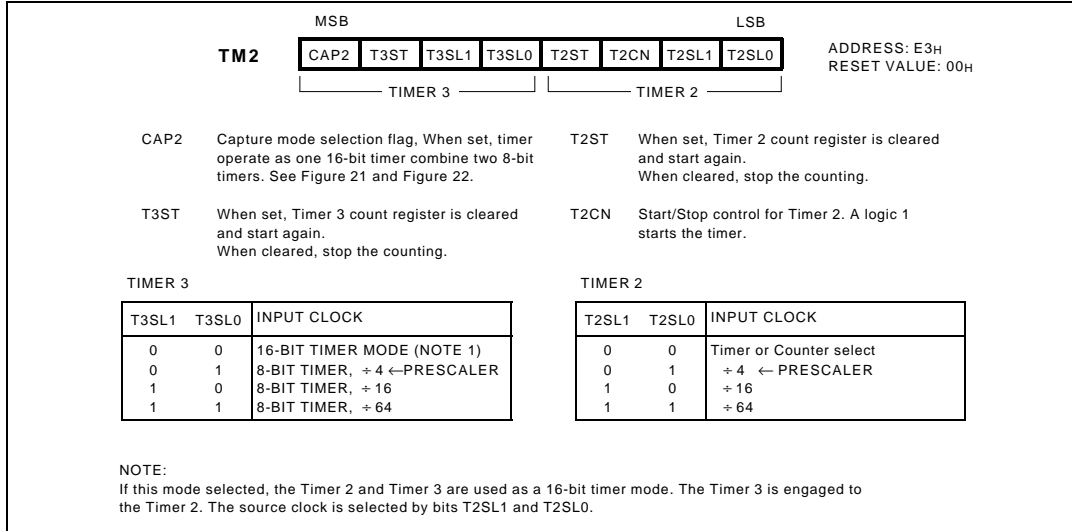 MSB LSB
TM2 CAP2 T3ST T3SL1 T3SL0 T2ST T2CN T2SL1 T2SL0 ADDRESS: E3H
RESET VALUE: 00H
TIMER 3 TIMER 2
CAP2 Capture mode selection flag, When set, timer
operate as one 16-bit timer combine two 8-bit
timers. See Figure 21 and Figure 22.
T3ST When set, Timer 3 count register is cleared
and start again.
When cleared, stop the counting.
T2ST When set, Timer 2 count register is cleared
and start again.
When cleared, stop the counting.
T2CN Start/Stop control for Timer 2. A logic 1
starts the timer.
TIMER 3
T3SL1 T3SL0 INPUT CLOCK
0 0 16-BIT TIMER MODE (NOTE 1)
0 1 8-BIT TIMER, ÷ 4 ←PRESCALER
1 0 8-BIT TIMER, ÷ 16
1 1 8-BIT TIMER, ÷ 64
TIMER 2
T2SL1 T2SL0 INPUT CLOCK
0 0 Timer or Counter select
0 1 ÷ 4 ← PRESCALER
1 0 ÷ 16
1 1 ÷ 64
NOTE:
If this mode selected, the Timer 2 and Timer 3 are used as a 16-bit timer mode. The Timer 3 is engaged to
the Timer 2. The source clock is selected by bits T2SL1 and T2SL0.